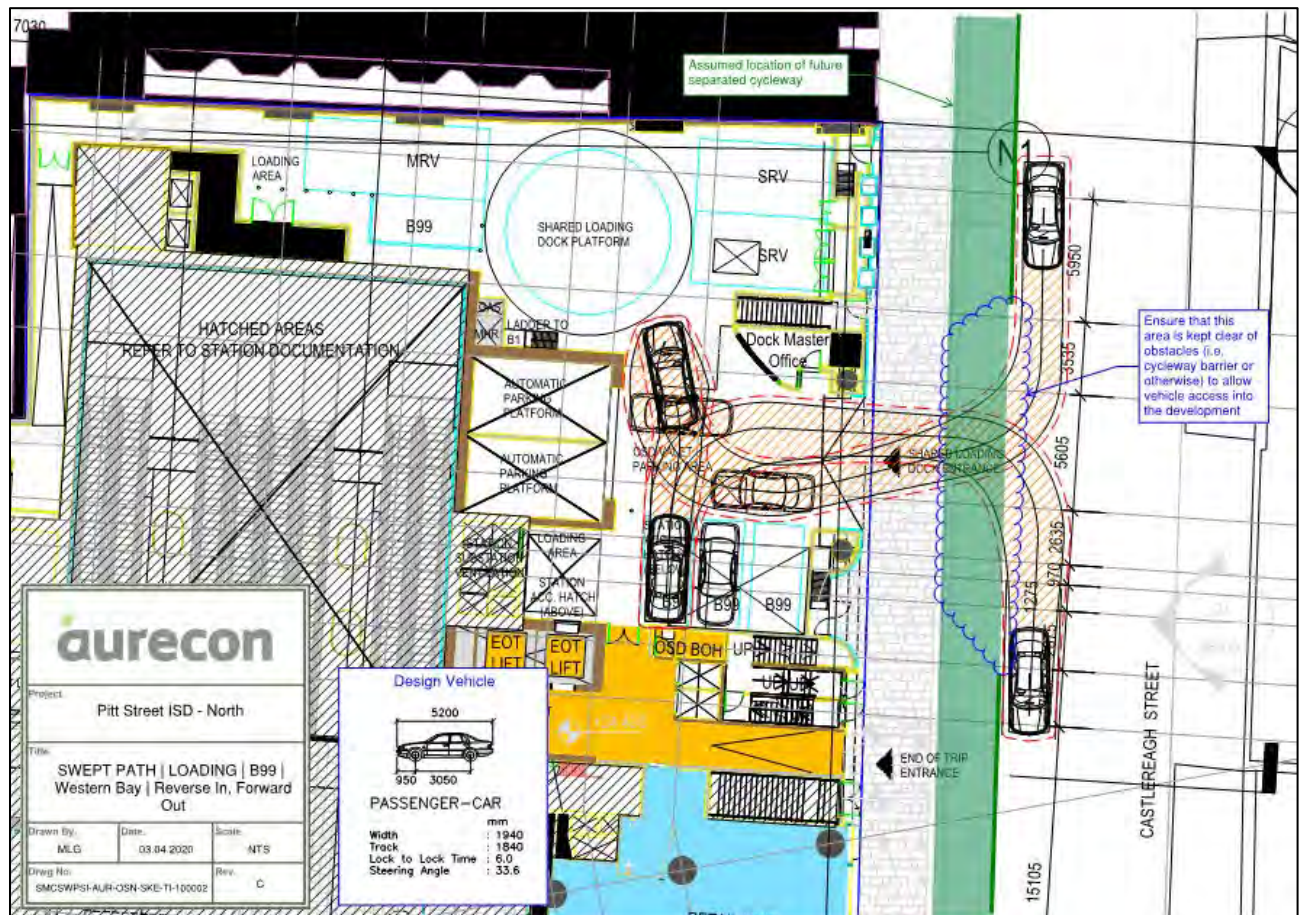 7030
Assumed location of future
separated cycleway
N1
LOADING
AREA
MRV
B99
SHARED LOADING
DOCK PLATFORM
SRV
SRV
5950
3535
5605
2635
970
1275
HATCHED AREAS
REFER TO STATION DOCUMENTATION
LADDER TO
B1
Dock Master
Office
Ensure that this
area is kept clear of
obstacles (i.e.
cycleway barrier or
otherwise) to allow
vehicle access into
the development
AUTOMATIC
PARKING
PLATFORM
AUTOMATIC
PARKING
PLATFORM
OSD VALET
PARKING AREA
SHARED LOADING
DOCK ENTRANCE
LOADING
AREA
STATION
ACC. HATCH
(ABOVE)
B99
B99
EOT
LIFT
EOT
LIFT
OSD BOH
UP
END OF TRIP
ENTRANCE
CASTLEREAGH STREET
15105
aurecon
Project:
Pitt Street ISD - North
Title:
SWEPT PATH | LOADING | B99 |
Western Bay | Reverse In, Forward
Out
Drawn By: Date: Scale:
MLG 03.04.2020 NTS
Drwg No: Rev.
SMCSWPSI-AUR-OSN-SKE-TI-100002 C
Design Vehicle
5200
950 3050
PASSENGER-CAR
mm
Width : 1940
Track : 1840
Lock to Lock Time : 6.0
Steering Angle : 33.6